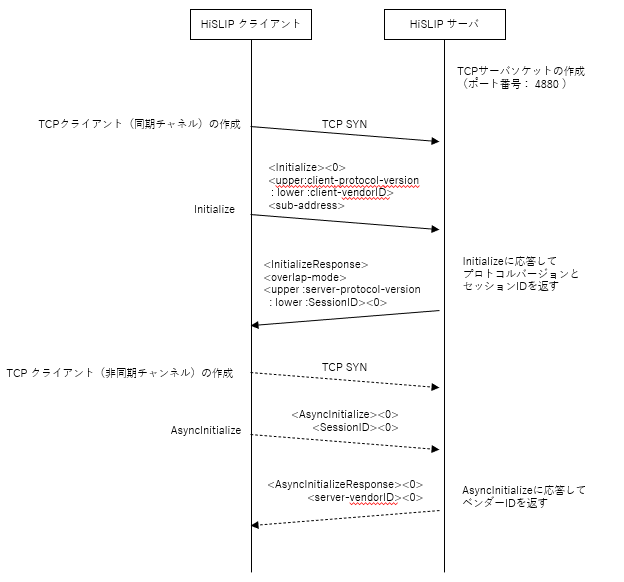 HiSLIP クライアント
HiSLIP サーバ
TCPサーバソケットの作成
（ポート番号： 4880 ）
TCPクライアント（同期チャネル）の作成
TCP SYN
<Initialize><0>
<upper:client-protocol-version
: lower :client-vendorID>
<sub-address>
Initialize
<InitializeResponse>
<overlap-mode>
<upper :server-protocol-version
: lower :SessionID><0>
Initializeに応答して
プロトコルバージョンと
セッションIDを返す
TCP クライアント（非同期チャンネル）の作成
TCP SYN
<AsyncInitialize><0>
<SessionID><0>
AsyncInitialize
<AsyncInitializeResponse><0>
<server-vendorID><0>
AsyncInitializeに応答して
ベンダーIDを返す